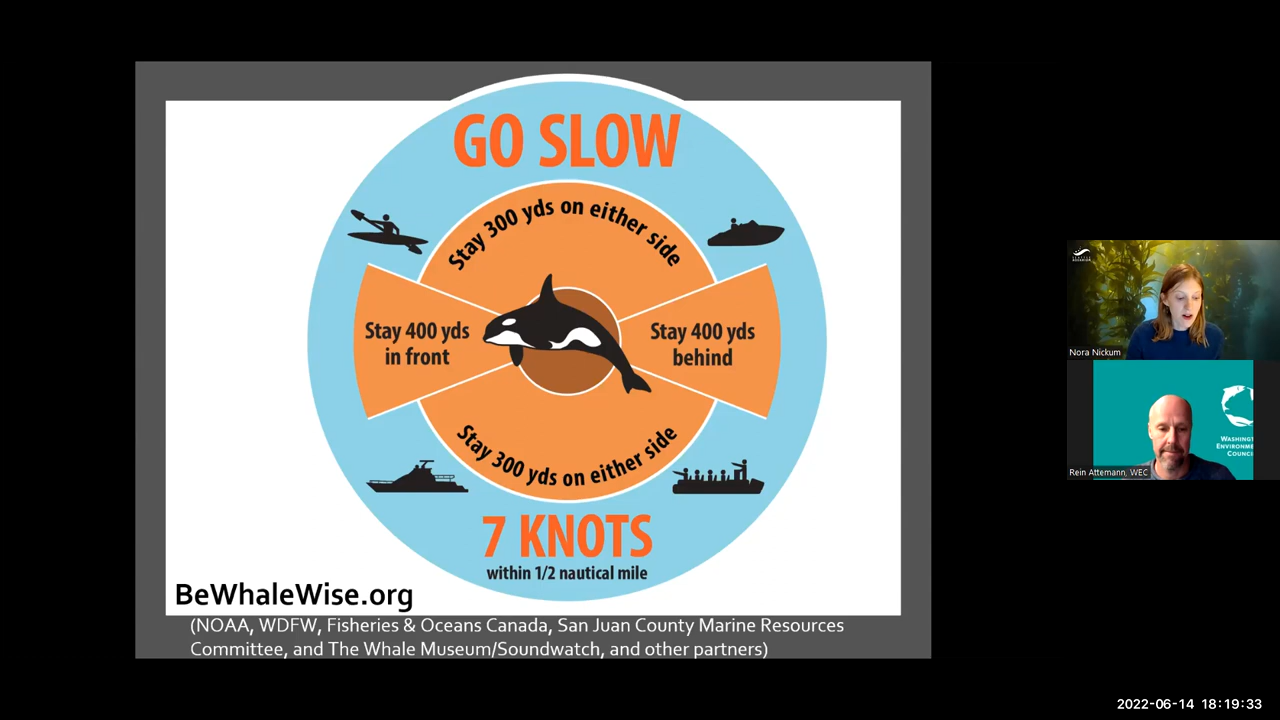 GO SLOW
Stay 300 yds on either side
Stay 400 yds
in front
Stay 400 yds
behind
Stay 300 yds on either side
7 KNOTS
within 1/2 nautical mile
BeWhaleWise.org
(NOAA, WDFW, Fisheries & Oceans Canada, San Juan County Marine Resources
Committee, and The Whale Museum/Soundwatch, and other partners)
Nora Nickum
WASHINGT
ENVIRONME
COUNCI
Rein Attemann, WEC
2022-06-14 18:19:33